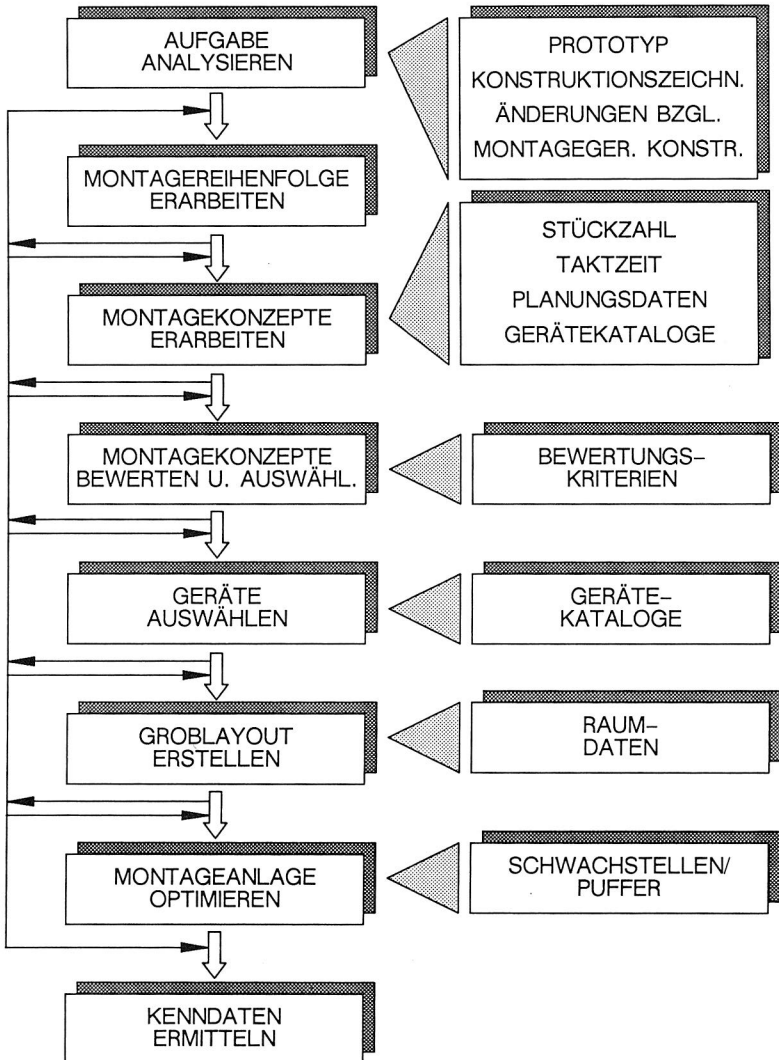 AUFGABE
ANALYSIEREN
PROTOTYP
KONSTRUKTIONSZEICHN.
ÄNDERUNGEN BZGL.
MONTAGEGER. KONSTR.
MONTAGEREIHENFOLGE
ERARBEITEN
STÜCKZAHL
TAKTZEIT
PLANUNGSDATEN
GERÄTEKATALOGE
MONTAGEKONZEPTE
ERARBEITEN
MONTAGEKONZEPTE
BEWERTEN U. AUSWÄHL.
BEWERTUNGS–
KRITERIEN
GERÄTE
AUSWÄHLEN
GERÄTE–
KATALOGE
GROBLAYOUT
ERSTELLEN
RAUM–
DATEN
MONTAGEANLAGE
OPTIMIEREN
SCHWACHSTELLEN/
PUFFER
KENNDATEN
ERMITTELN